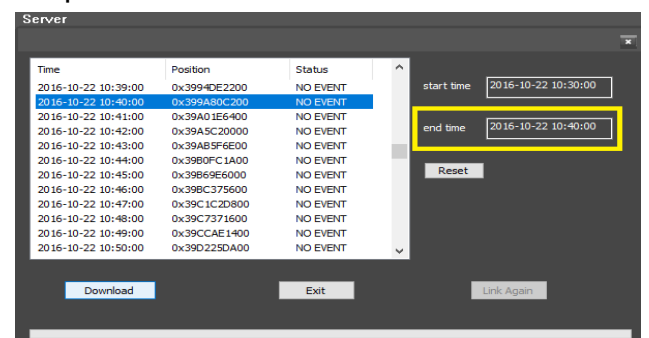 Server
Time Position Status
2016-10-22 10:39:00 0x3994DE2200 NO EVENT
2016-10-22 10:40:00 0x399A80C200 NO EVENT
2016-10-22 10:41:00 0x39A01E6400 NO EVENT
2016-10-22 10:42:00 0x39A5C20000 NO EVENT
2016-10-22 10:43:00 0x39AB5F6E00 NO EVENT
2016-10-22 10:44:00 0x39B0FC1A00 NO EVENT
2016-10-22 10:45:00 0x39B69E6000 NO EVENT
2016-10-22 10:46:00 0x39BC375600 NO EVENT
2016-10-22 10:47:00 0x39C1C2D800 NO EVENT
2016-10-22 10:48:00 0x39C7371600 NO EVENT
2016-10-22 10:49:00 0x39CCAE1400 NO EVENT
2016-10-22 10:50:00 0x39D225DA00 NO EVENT
start time 2016-10-22 10:30:00
end time 2016-10-22 10:40:00
Reset
Download Exit Link Again